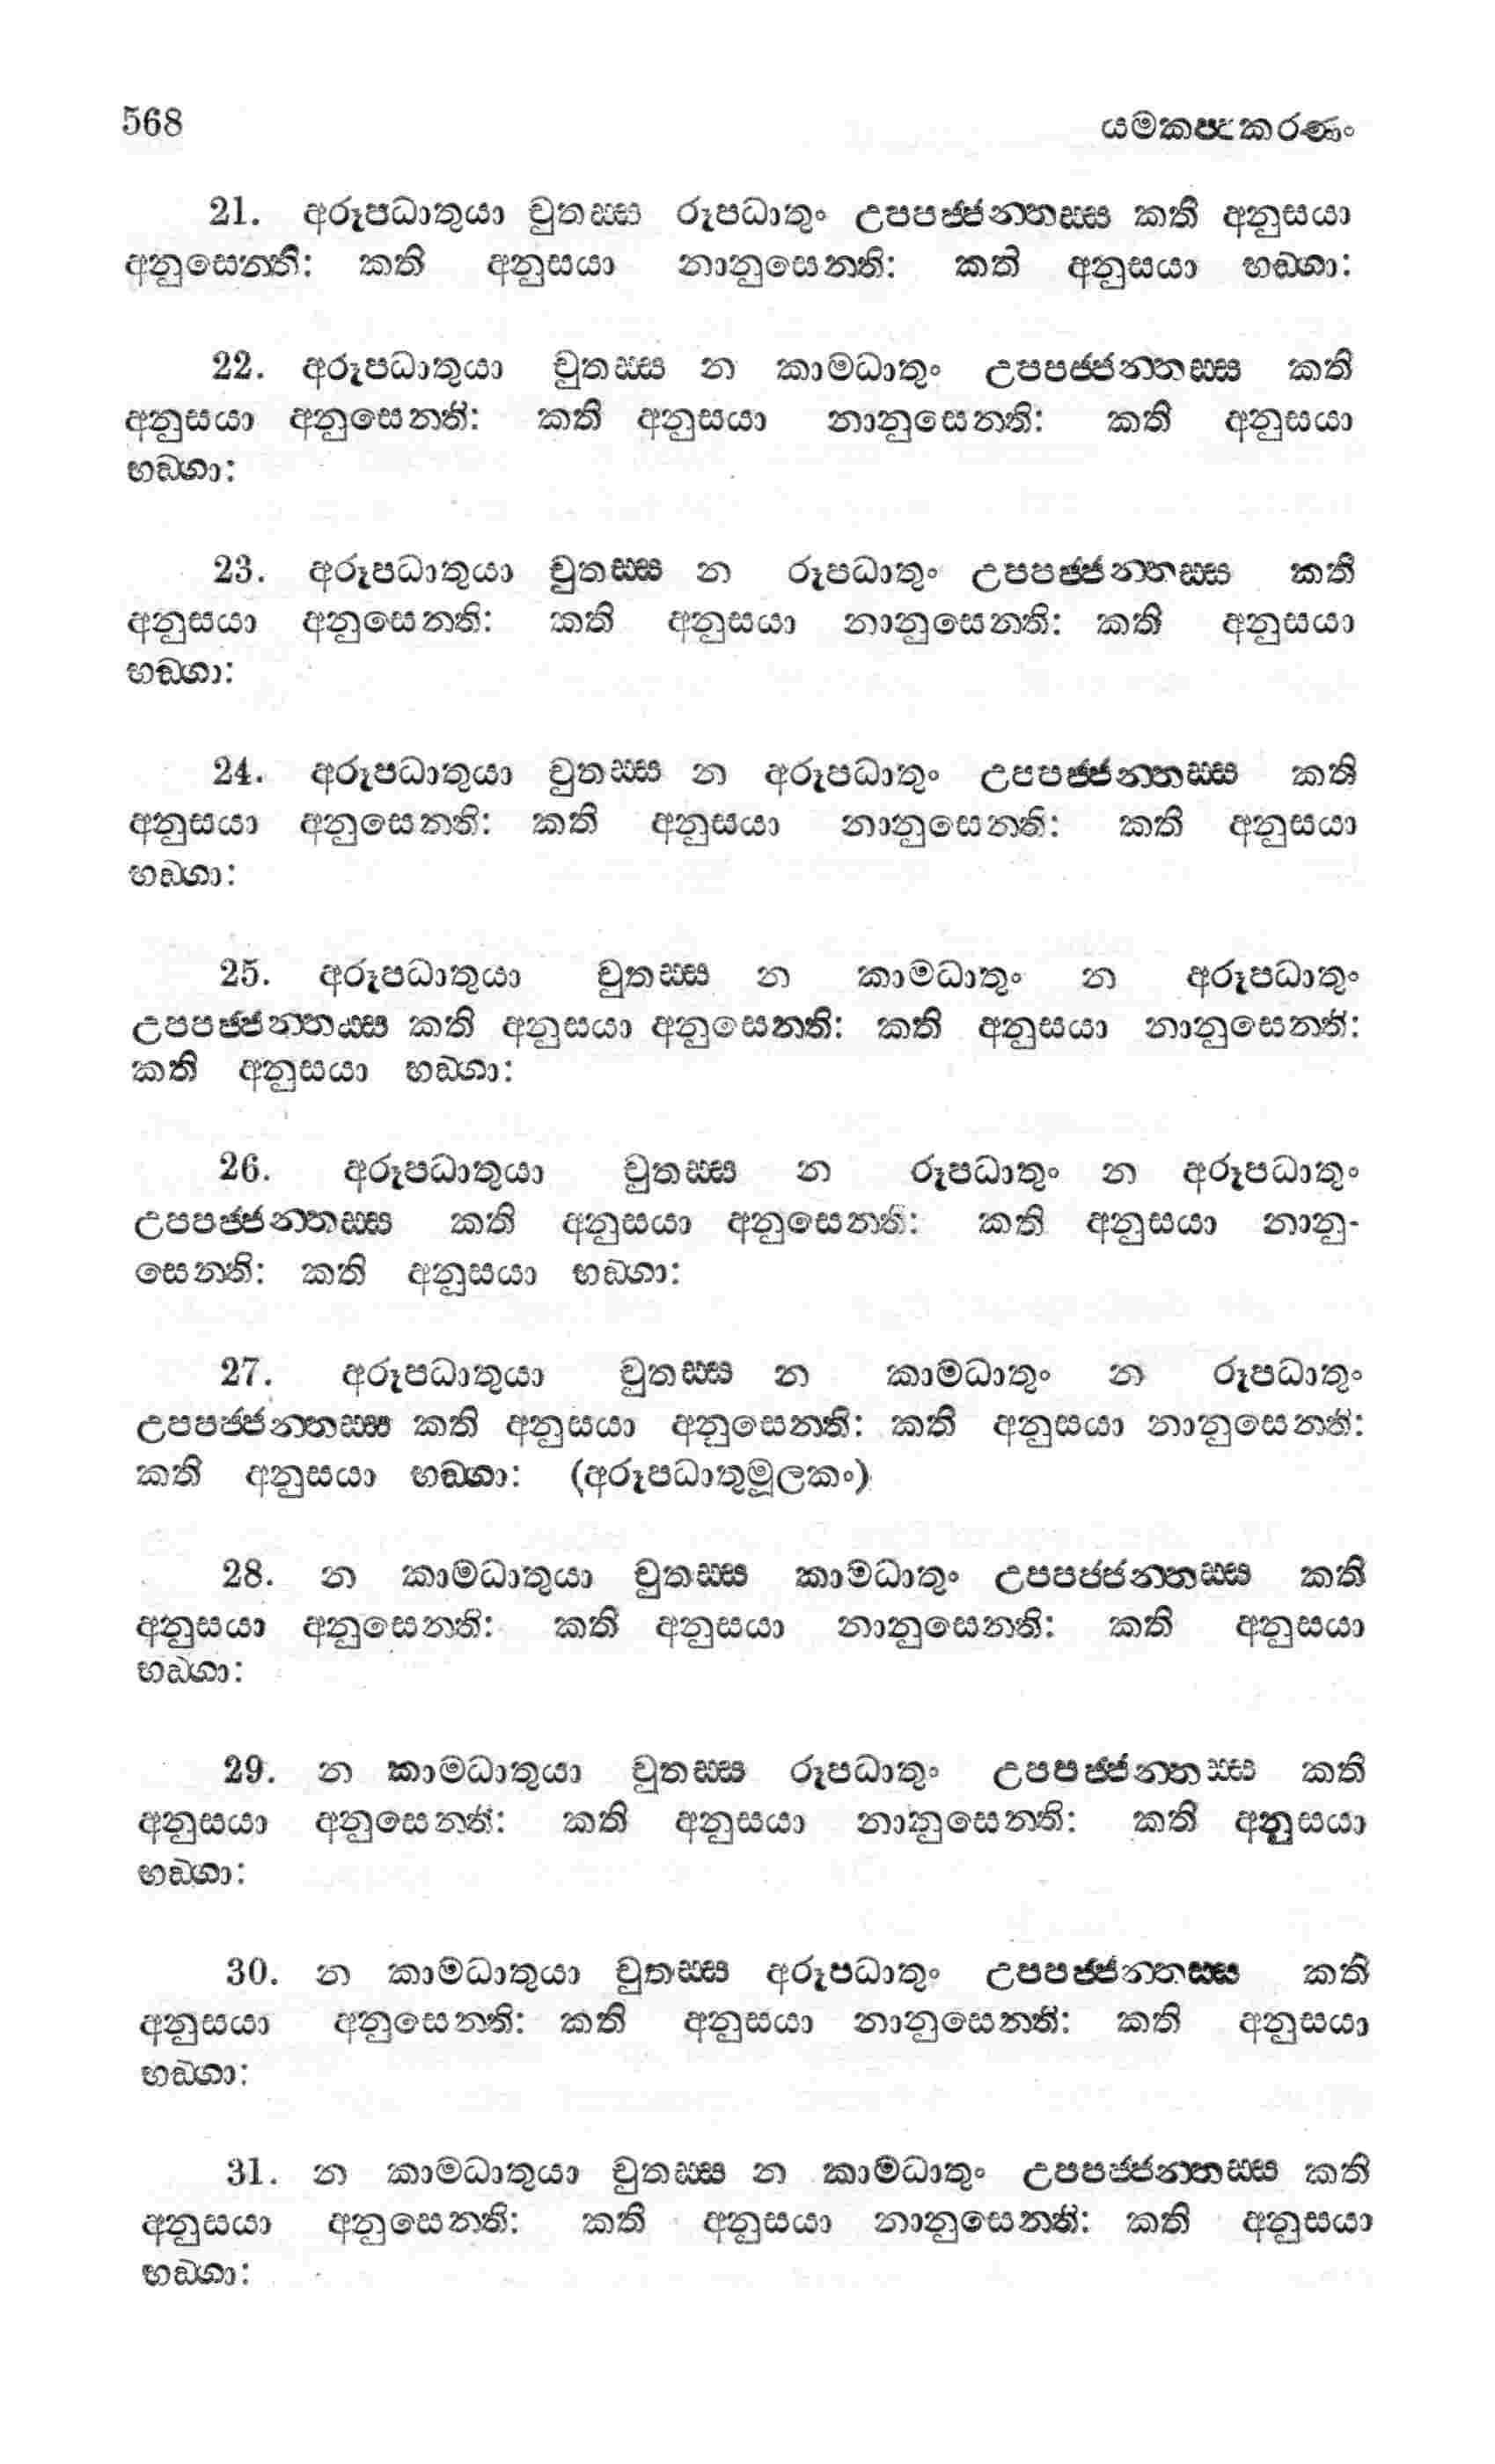 568 යමකප්පකරණං
21. අරූපධාතුයා චුතස්ස රූපධාතුං උපපජ්ජන්තස්ස කති අනුසයා
අනුසෙන්ති: කති අනුසයා නානුසෙන්ති: කති අනුසයා භඞ්ගා:
22. අරූපධාතුයා චුතස්ස න කාමධාතුං උපපජ්ජන්තස්ස කති
අනුසයා අනුසෙන්ති: කති අනුසයා නානුසෙන්ති: කති අනුසයා
භඞ්ගා:
23. අරූපධාතුයා චුතස්ස න රූපධාතුං උපපජ්ජන්තස්ස කති
අනුසයා අනුසෙන්ති: කති අනුසයා නානුසෙන්ති: කති අනුසයා
භඞ්ගා:
24. අරූපධාතුයා චුතස්ස න අරූපධාතුං උපපජ්ජන්තස්ස කති
අනුසයා අනුසෙන්ති: කති අනුසයා නානුසෙන්ති: කති අනුසයා
භඞ්ගා:
25. අරූපධාතුයා චුතස්ස න කාමධාතුං න අරූපධාතුං
උපපජ්ජන්තය්ස කති අනුසයා අනුසෙන්ති: කති අනුසයා නානුසෙන්ති:
කති අනුසයා භඞ්ගා:
26. අරූපධාතුයා චුතස්ස න රූපධාතුං න අරූපධාතුං
උපපජ්ජන්තස්ස කති අනුසයා අනුසෙන්ති: කති අනුසයා නානු-
සෙන්ති: කති අනුසයා භඞ්ගා:
27. අරූපධාතුයා චුතස්ස න කාමධාතුං න රූපධාතුං
උපපජ්ජන්තස්ස කති අනුසයා අනුසෙන්ති: කති අනුසයා නානුසෙන්ති:
කති අනුසයා භඞ්ගා: (අරූපධාතුමූලකං)
28. න කාමධාතුයා චුතස්ස කාමධාතුං උපපජ්ජන්තස්ස කති
අනුසයා අනුසෙන්ති: කති අනුසයා නානුසෙන්ති: කති අනුසයා
භඞ්ගා:
29. න කාමධාතුයා චුතස්ස රූපධාතුං උපපජ්ජන්තස්ස කති
අනුසයා අනුසෙන්ති: කති අනුසයා නානුසෙන්ති: කති අනුසයා
භඞ්ගා:
30. න කාමධාතුයා චුතස්ස අරූපධාතුං උපපජ්ජන්තස්ස කති
අනුසයා අනුසෙන්ති: කති අනුසයා නානුසෙන්ති: කති අනුසයා
භඞ්ගා:
31. න කාමධාතුයා චුතස්ස න කාමධාතුං උපපජ්ජන්තස්ස කති
අනුසයා අනුසෙන්ති: කති අනුසයා නානුසෙන්ති: කති අනුසයා
භඞ්ගා: